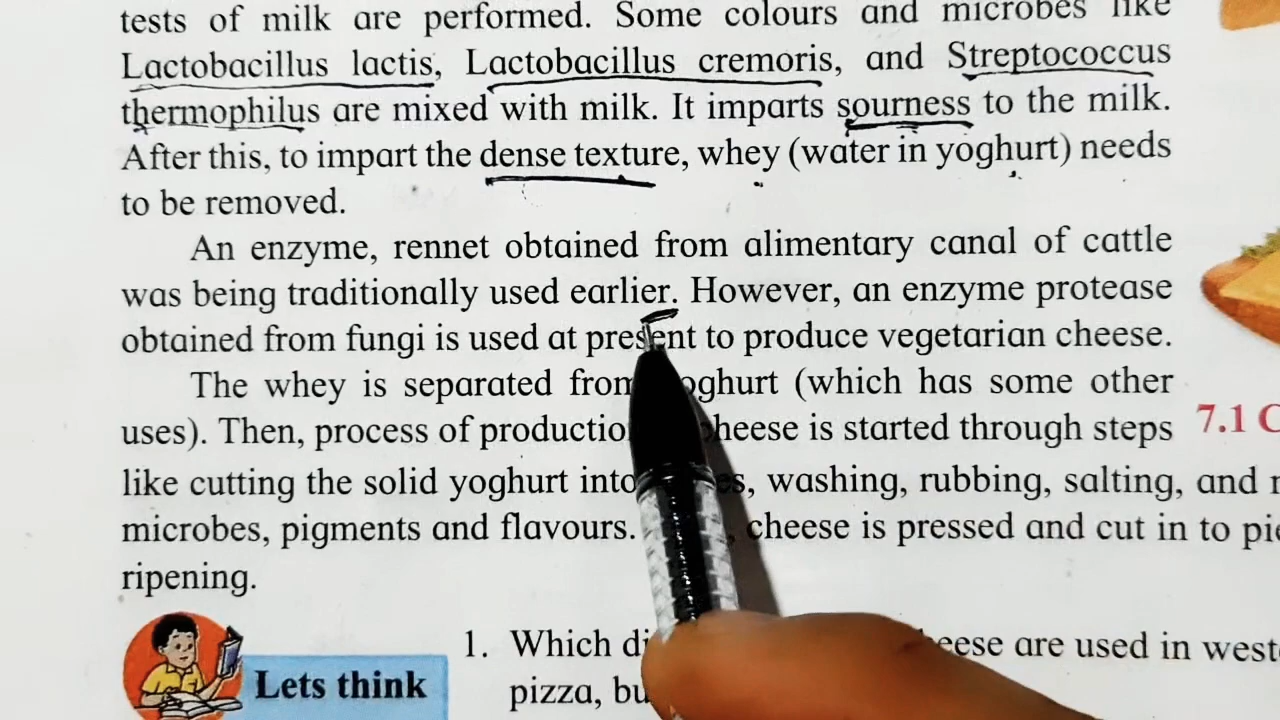 tests of milk are performed. Some colours and microbes like
Lactobacillus lactis, Lactobacillus cremoris, and Streptococcus
thermophilus are mixed with milk. It imparts sourness to the milk.
After this, to impart the dense texture, whey (water in yoghurt) needs
to be removed.
An enzyme, rennet obtained from alimentary canal of cattle
was being traditionally used earlier. However, an enzyme protease
obtained from fungi is used at present to produce vegetarian cheese.
The whey is separated from yoghurt (which has some other
uses). Then, process of production cheese is started through steps
like cutting the solid yoghurt into washing, rubbing, salting, and
microbes, pigments and flavours. cheese is pressed and cut in to
ripening.
7.1
1. Which cheese are used in
pizza,
Lets think